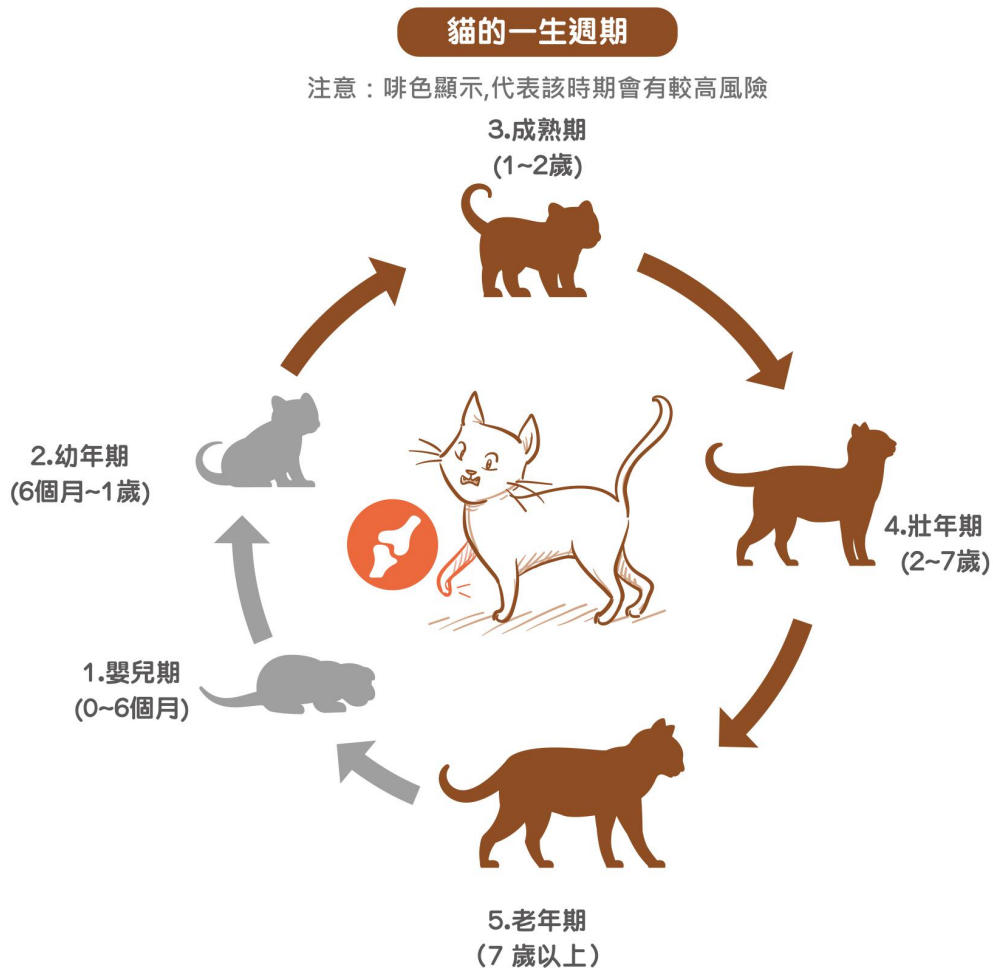 貓的一生週期
注意：啡色顯示,代表該時期會有較高風險
3.成熟期
(1~2歲)
2.幼年期
(6個月~1歲)
4.壯年期
(2~7歲)
1.嬰兒期
(0~6個月)
5.老年期
(7 歲以上)